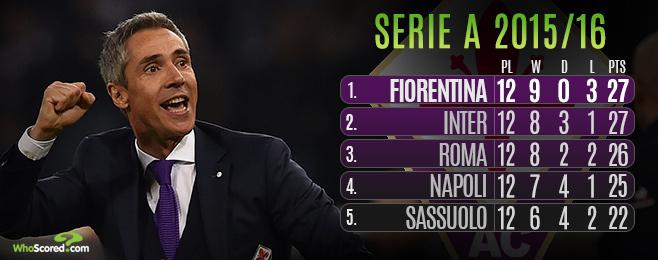 SERIE A 2015/16
PL W D L PTS
1. FIORENTINA 12 9 0 3 27
2. INTER 12 8 3 1 27
3. ROMA 12 8 2 2 26
4. NAPOLI 12 7 4 1 25
5. SASSUOLO 12 6 4 2 22
AC
WhoScored.com